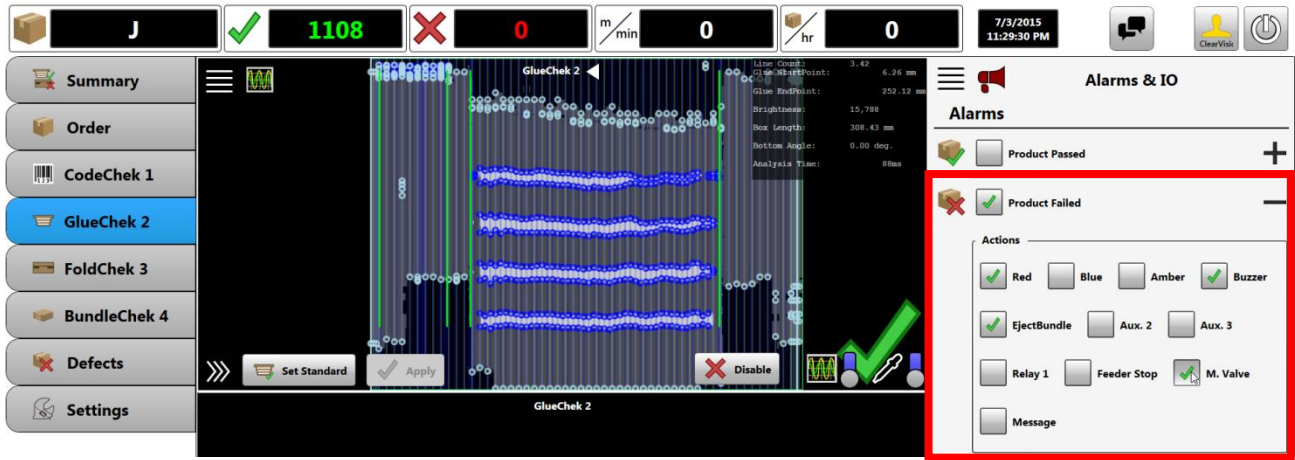 J
1108
0
m/min
0
/hr
0
7/3/2015
11:29:30 PM
ClearVisio
Summary
Order
CodeChek 1
GlueChek 2
FoldChek 3
BundleChek 4
Defects
Settings
GlueChek 2
Line Count: 3.42
Glue StartPoint: 6.26 mm
Glue EndPoint: 252.12 mm
Brightness: 15,788
Box Length: 308.43 mm
Bottom Angle: 0.00 deg.
Analysis Time: 88ms
Set Standard
Apply
Disable
GlueChek 2
Alarms & IO
Alarms
Product Passed
Product Failed
Actions
Red Blue Amber Buzzer
EjectBundle Aux. 2 Aux. 3
Relay 1 Feeder Stop M. Valve
Message